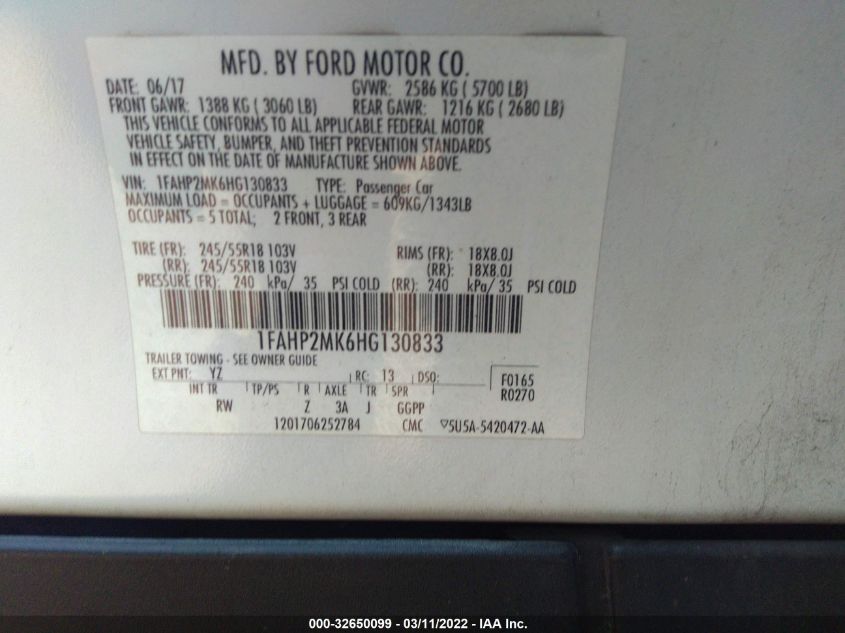 MFD. BY FORD MOTOR CO.
DATE: 06/17 GVWR: 2586 KG ( 5700 LB)
FRONT GAWR: 1388 KG ( 3060 LB) REAR GAWR: 1216 KG ( 2680 LB)
THIS VEHICLE CONFORMS TO ALL APPLICABLE FEDERAL MOTOR
VEHICLE SAFETY, BUMPER, AND THEFT PREVENTION STANDARDS
IN EFFECT ON THE DATE OF MANUFACTURE SHOWN ABOVE.
VIN: 1FAHP2MK6HG130833 TYPE: Passenger Car
MAXIMUM LOAD = OCCUPANTS + LUGGAGE = 609KG/1343LB
OCCUPANTS = 5 TOTAL; 2 FRONT, 3 REAR
TIRE (FR): 245/55R18 103V RIMS (FR): 18X8.0J
(RR): 245/55R18 103V (RR): 18X8.0J
PRESSURE (FR): 240 kPa/ 35 PSI COLD (RR): 240 kPa/ 35 PSI COLD
1FAHP2MK6HG130833
TRAILER TOWING - SEE OWNER GUIDE
EXT PNT: YZ RC: 13 DSO: F0165
INT TR TP/PS R AXLE TR SPR R0270
RW Z 3A J GGPP
1201706252784 CMC ▽5U5A-5420472-AA
000-32650099 - 03/11/2022 - IAA Inc.